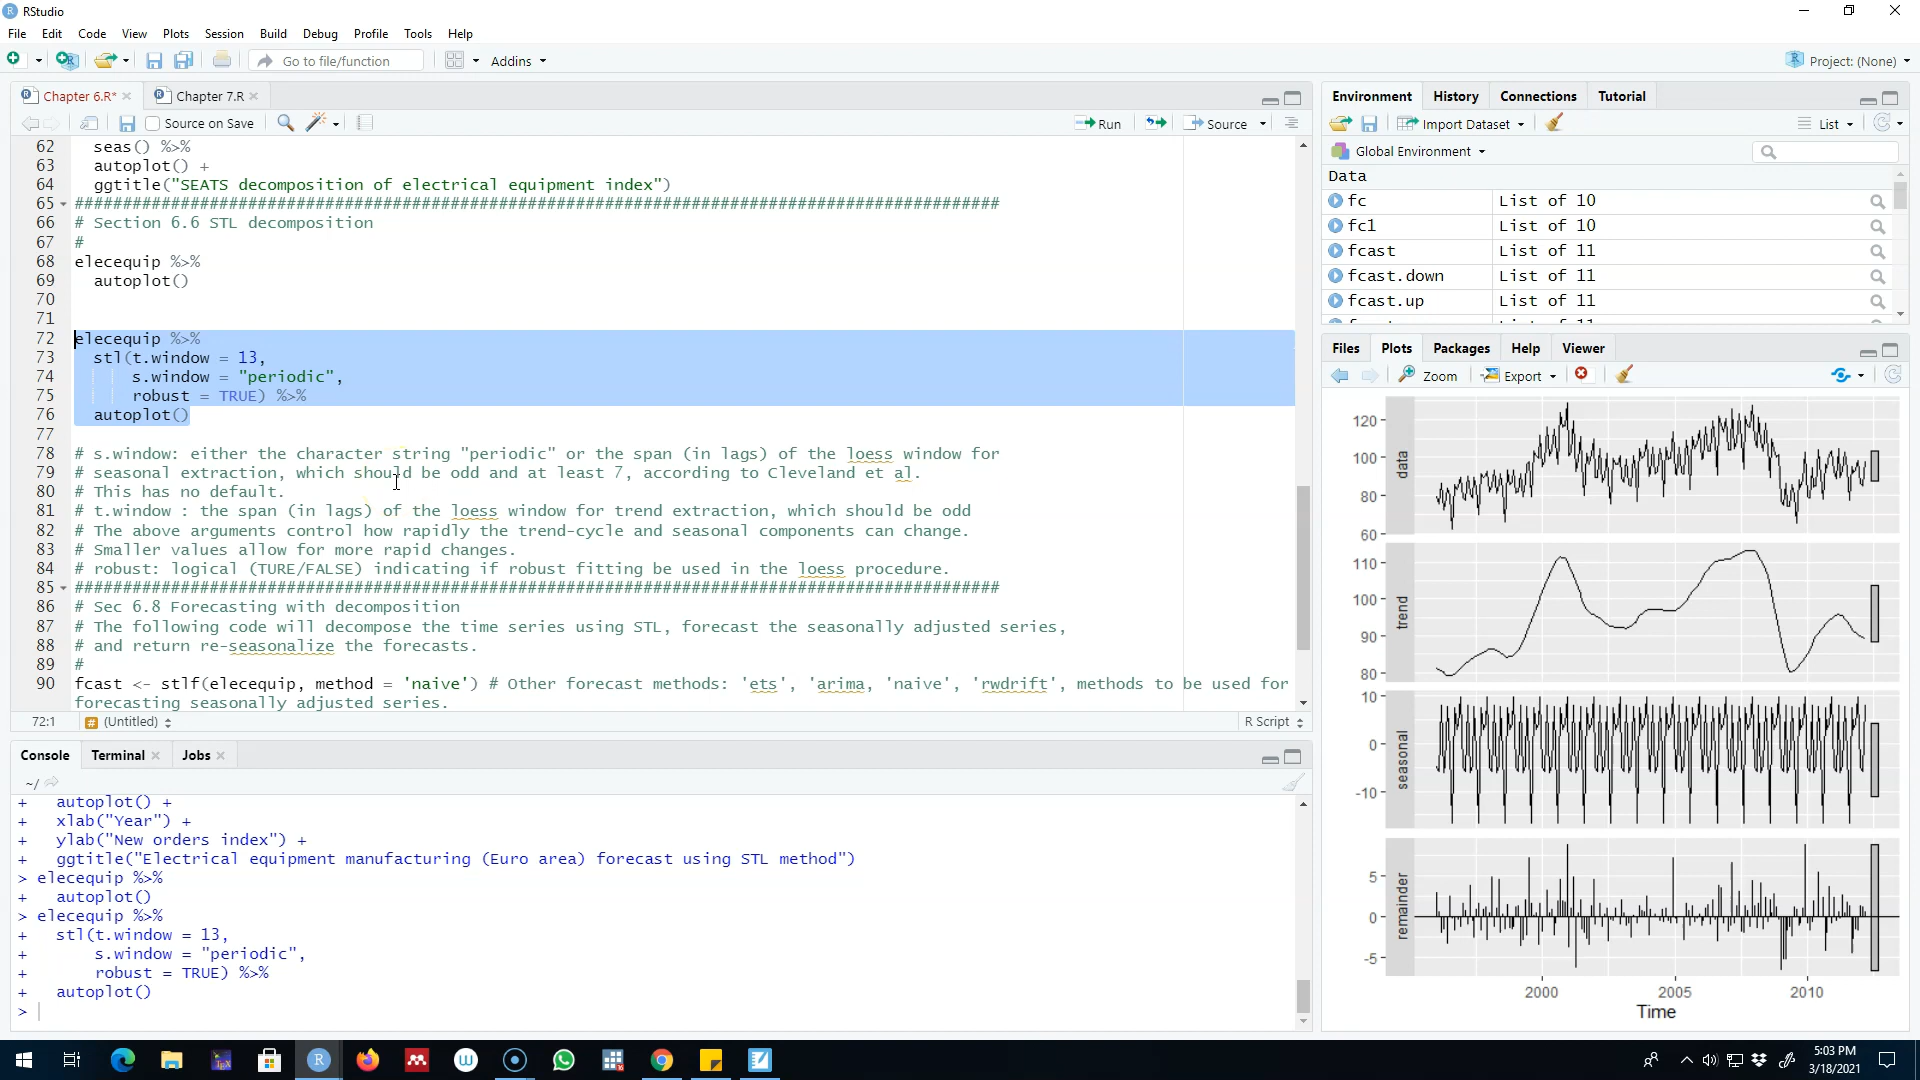 RStudio
File Edit Code View Plots Session Build Debug Profile Tools Help
Go to file/function Addins Project: (None)
Chapter 6.R* Chapter 7.R
Source on Save Run Source
62 seas() %>%
63 autoplot() +
64 ggtitle("SEATS decomposition of electrical equipment index")
65 ################################################################################################
66 # Section 6.6 STL decomposition
67 #
68 elecequip %>%
69 autoplot()
70
71
72 elecequip %>%
73 stl(t.window = 13,
74 s.window = "periodic",
75 robust = TRUE) %>%
76 autoplot()
77
78 # s.window: either the character string "periodic" or the span (in lags) of the loess window for
79 # seasonal extraction, which should be odd and at least 7, according to Cleveland et al.
80 # This has no default.
81 # t.window : the span (in lags) of the loess window for trend extraction, which should be odd
82 # The above arguments control how rapidly the trend-cycle and seasonal components can change.
83 # Smaller values allow for more rapid changes.
84 # robust: logical (TURE/FALSE) indicating if robust fitting be used in the loess procedure.
85 ################################################################################################
86 # Sec 6.8 Forecasting with decomposition
87 # The following code will decompose the time series using STL, forecast the seasonally adjusted series,
88 # and return re-seasonalize the forecasts.
89 #
90 fcast <- stlf(elecequip, method = 'naive') # Other forecast methods: 'ets', 'arima, 'naive', 'rwdrift', methods to be used for
forecasting seasonally adjusted series.
72:1 (Untitled) R Script
Console Terminal Jobs
~/
+ autoplot() +
+ xlab("Year") +
+ ylab("New orders index") +
+ ggtitle("Electrical equipment manufacturing (Euro area) forecast using STL method")
> elecequip %>%
+ autoplot()
> elecequip %>%
+ stl(t.window = 13,
+ s.window = "periodic",
+ robust = TRUE) %>%
+ autoplot()
>
Environment History Connections Tutorial
Import Dataset List
Global Environment
Data
fc List of 10
fc1 List of 10
fcast List of 11
fcast.down List of 11
fcast.up List of 11
Files Plots Packages Help Viewer
Zoom Export
120
100
80
60
data
110
100
90
80
trend
10
0
-10
seasonal
5
0
-5
remainder
2000 2005 2010
Time
5:03 PM
3/18/2021